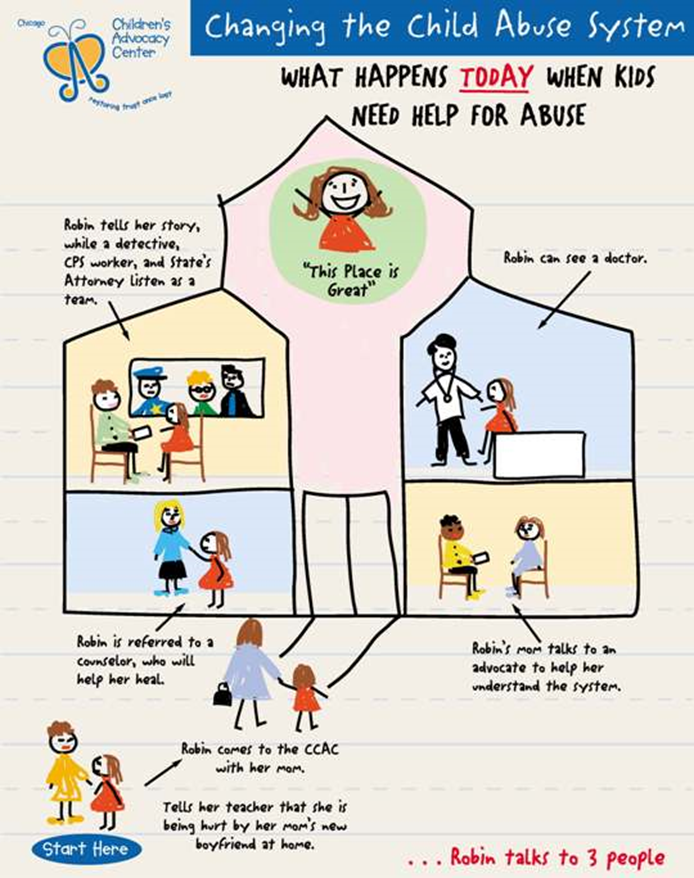 Chicago
Children's
Advocacy
Center
restoring trust once lost
Changing the Child Abuse System
WHAT HAPPENS TODAY WHEN KIDS
NEED HELP FOR ABUSE
Robin tells her story,
while a detective,
CPS worker, and State's
Attorney listen as a
team.
"This Place is
Great"
Robin can see a doctor.
Robin is referred to a
counselor, who will
help her heal.
Robin's mom talks to an
advocate to help her
understand the system.
Robin comes to the CCAC
with her mom.
Tells her teacher that she is
being hurt by her mom's new
boyfriend at home.
Start Here
...Robin talks to 3 people